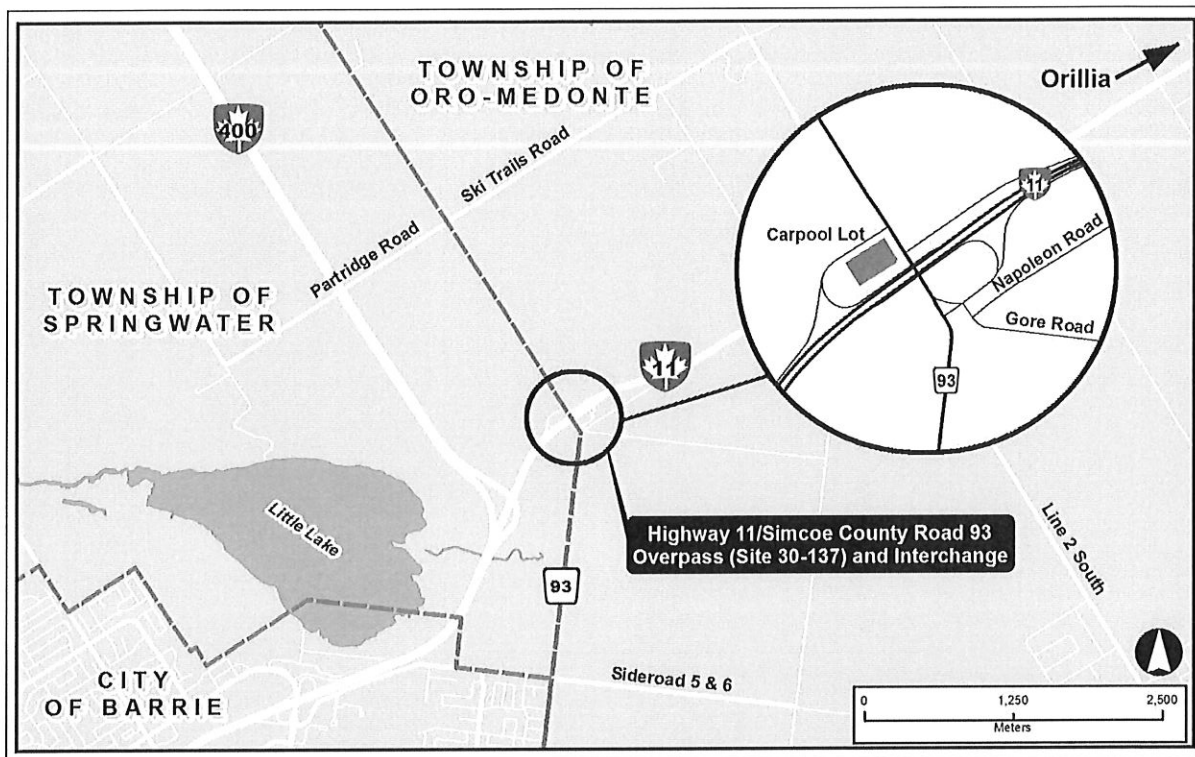 TOWNSHIP OF
ORO-MEDONTE
Orillia
400
Ski Trails Road
11
Carpool Lot
Napoleon Road
Partridge Road
Gore Road
TOWNSHIP OF
SPRINGWATER
11
93
Little Lake
Highway 11/Simcoe County Road 93
Overpass (Site 30-137) and Interchange
Line 2 South
93
CITY
OF BARRIE
Sideroad 5 & 6
0 1,250 2,500
Meters